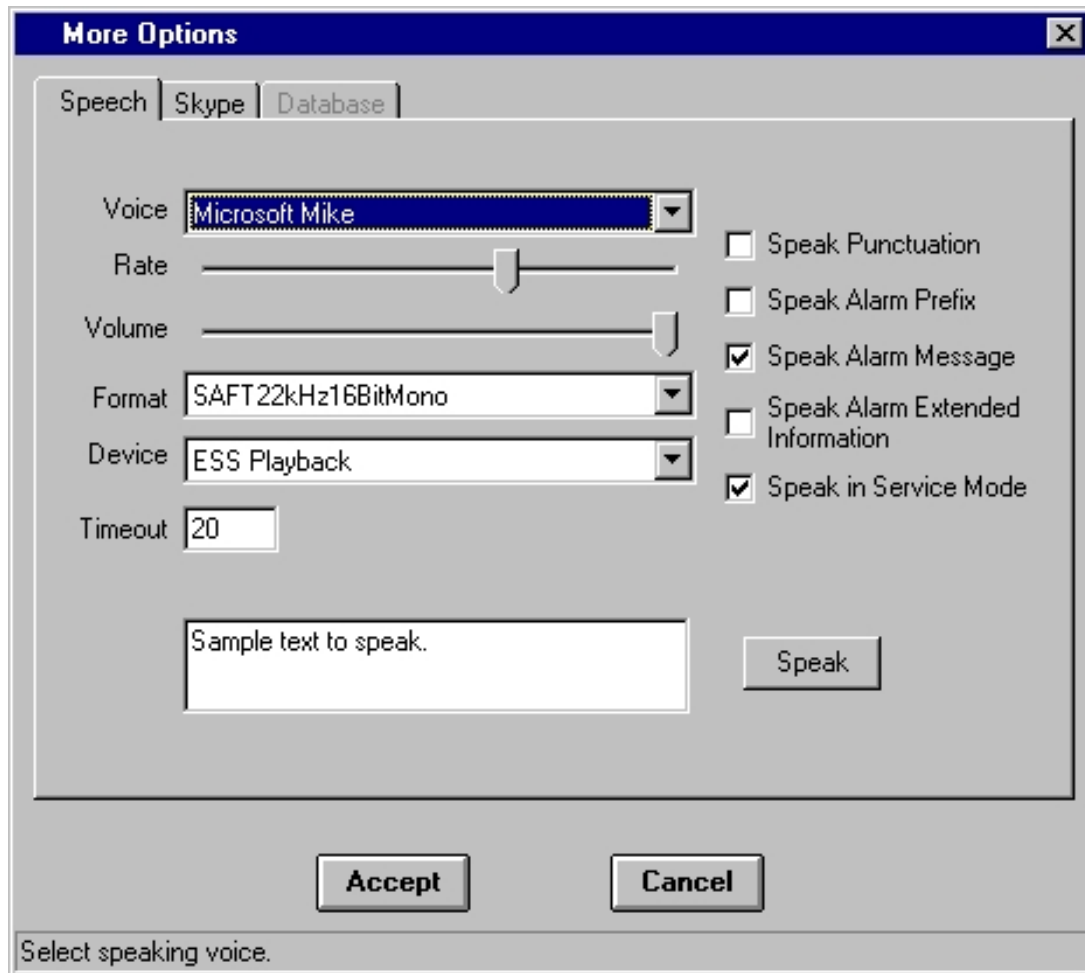 More Options
Speech Skype Database
Voice Microsoft Mike
Rate
Volume
Format SAFT22kHz16BitMono
Device ESS Playback
Timeout 20
Speak Punctuation
Speak Alarm Prefix
Speak Alarm Message
Speak Alarm Extended
Information
Speak in Service Mode
Sample text to speak.
Speak
Accept Cancel
Select speaking voice.